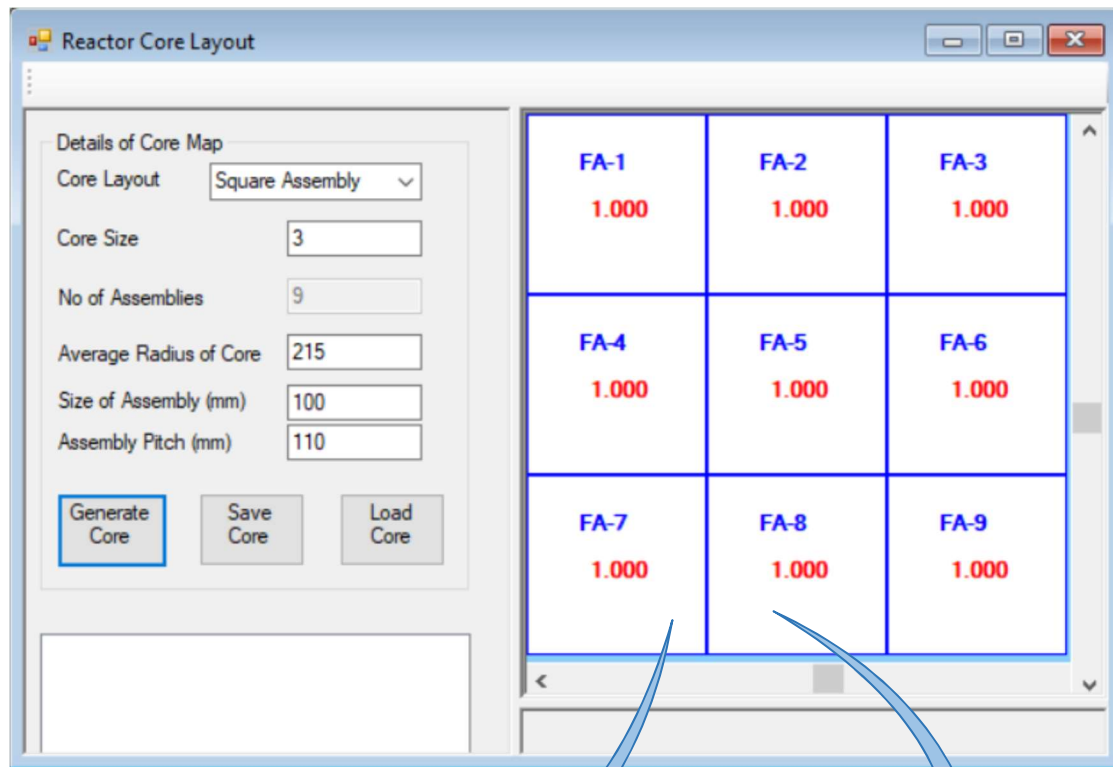 Reactor Core Layout
Details of Core Map
Core Layout Square Assembly
Core Size 3
No of Assemblies 9
Average Radius of Core 215
Size of Assembly (mm) 100
Assembly Pitch (mm) 110
Generate Core
Save Core
Load Core
FA-1 FA-2 FA-3
1.000 1.000 1.000
FA-4 FA-5 FA-6
1.000 1.000 1.000
FA-7 FA-8 FA-9
1.000 1.000 1.000